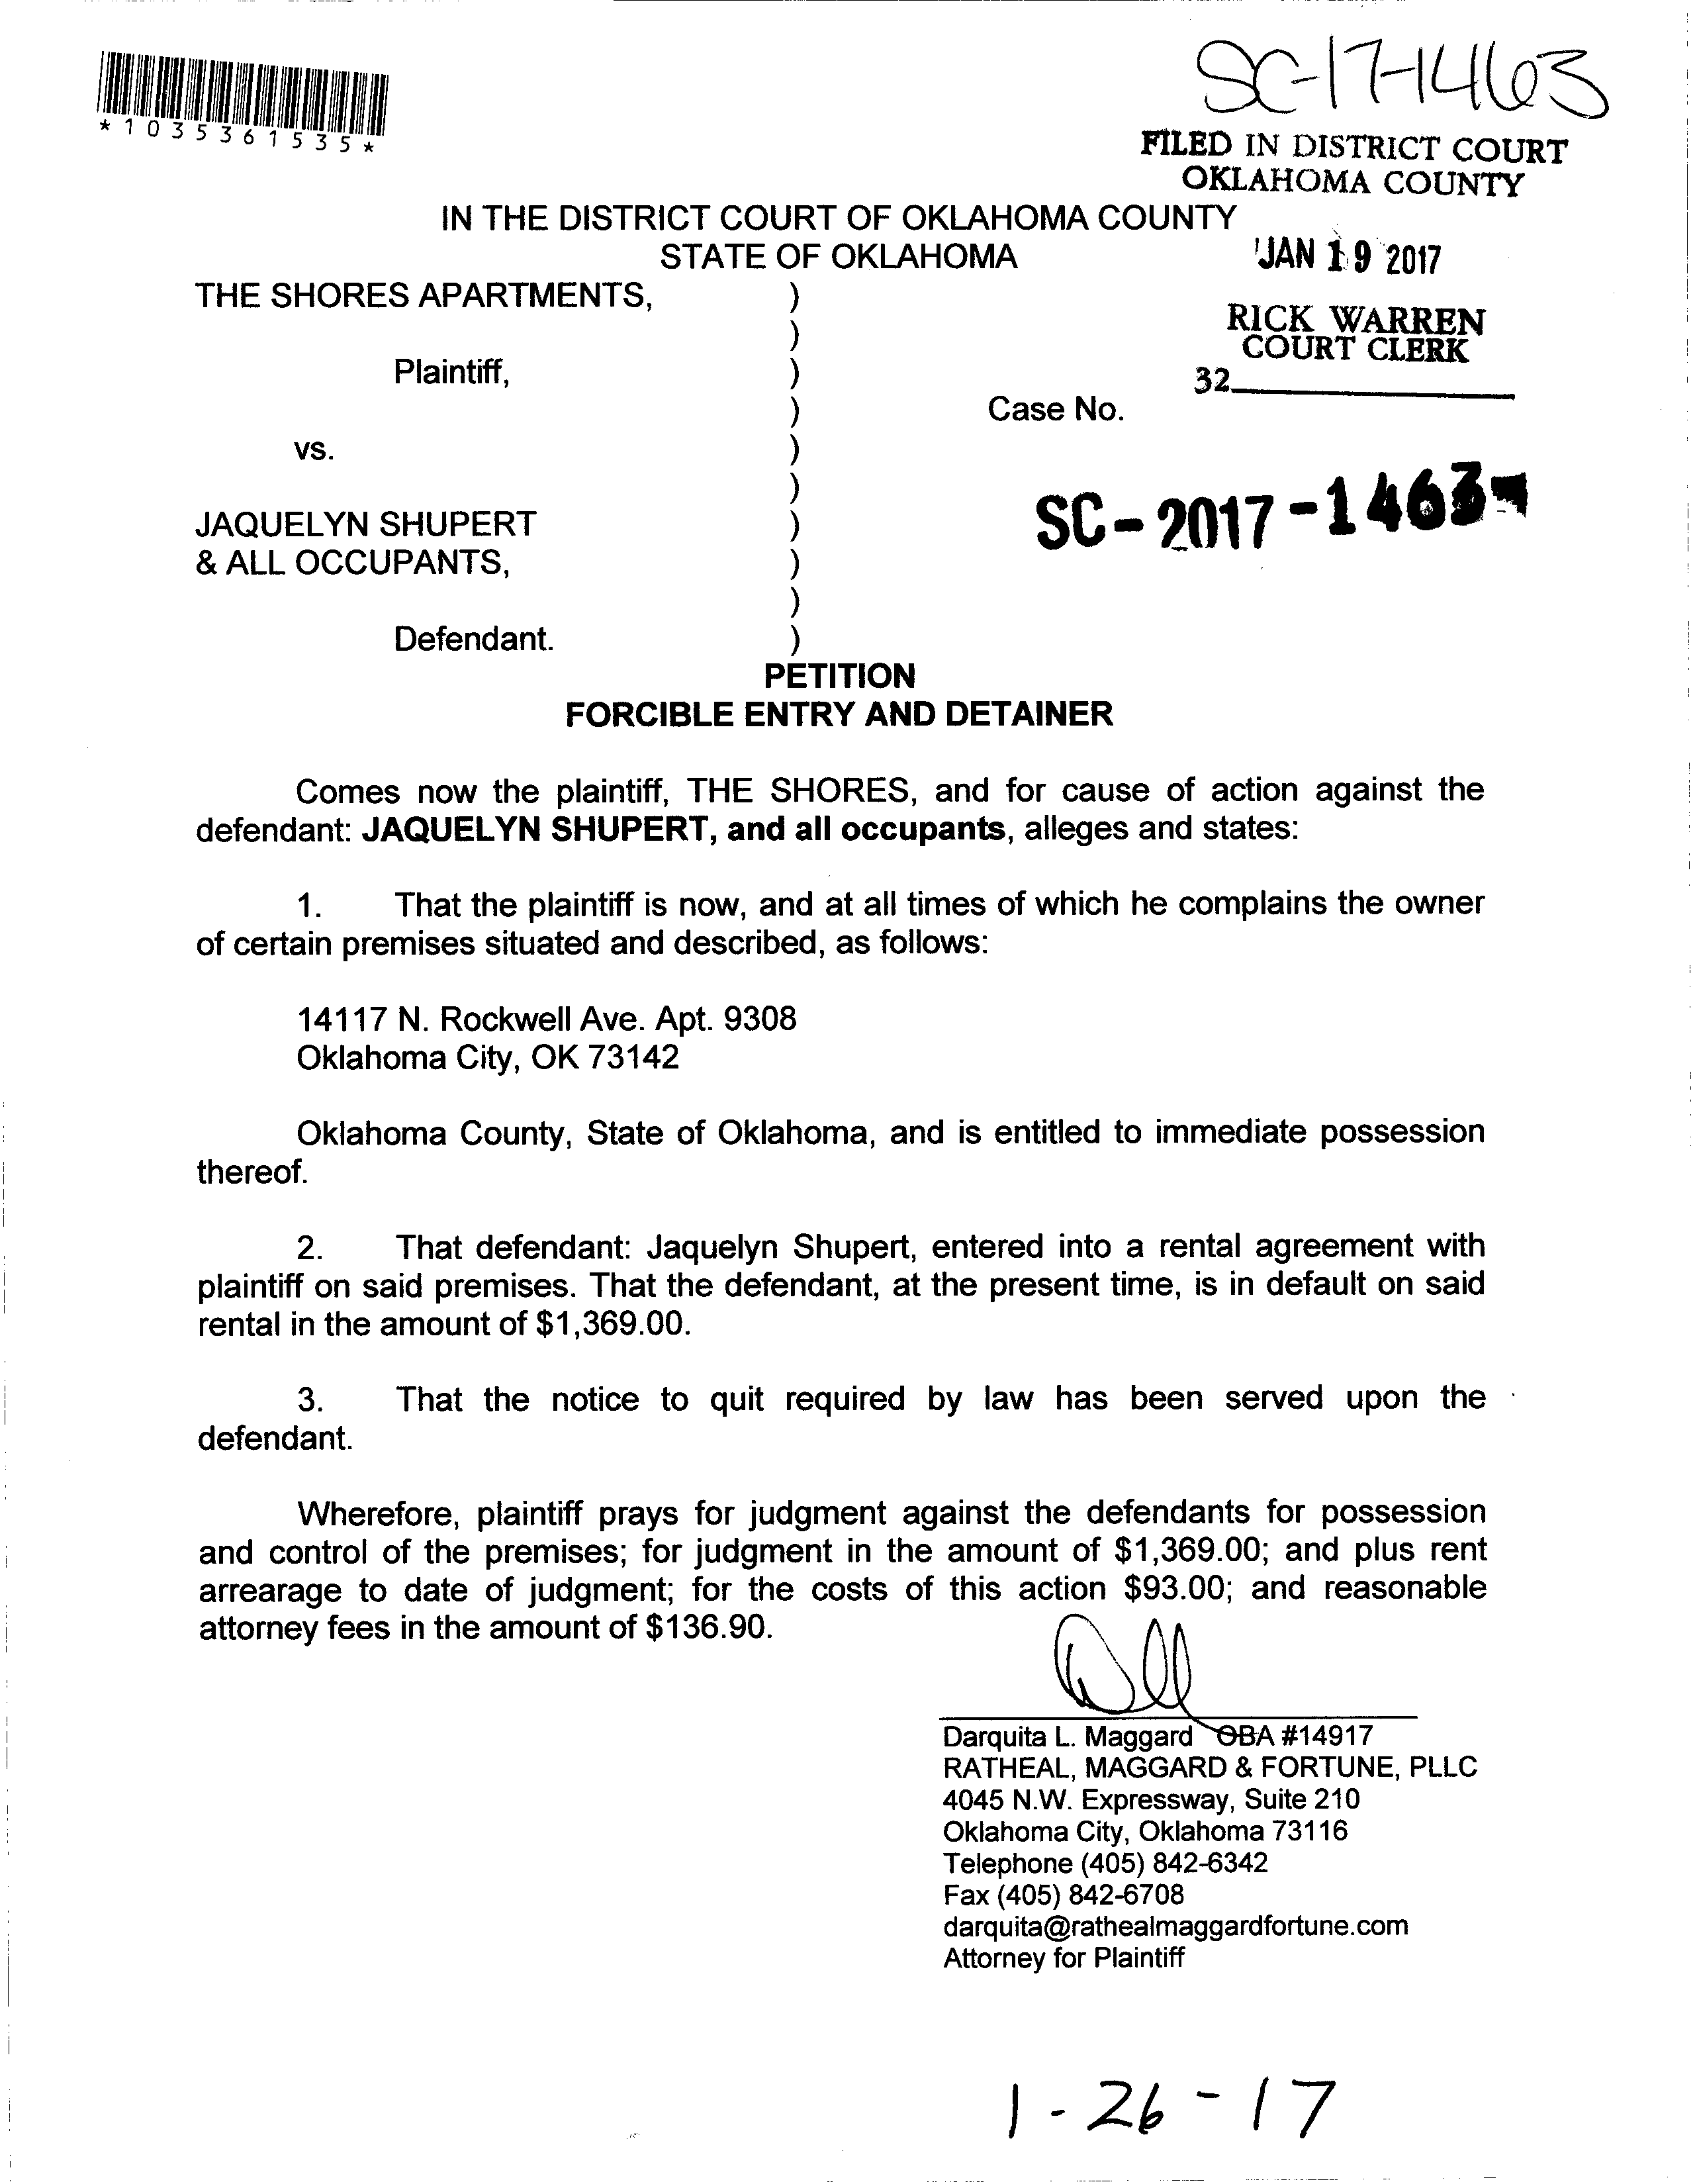 SC-17-1463
*1035361535*
FILED IN DISTRICT COURT
OKLAHOMA COUNTY
IN THE DISTRICT COURT OF OKLAHOMA COUNTY
STATE OF OKLAHOMA
JAN 19 2017
THE SHORES APARTMENTS, )
)
RICK WARREN
COURT CLERK
Plaintiff, )
32
) Case No.
vs. )
)
SC-2017-1463
JAQUELYN SHUPERT )
& ALL OCCUPANTS, )
)
Defendant. )
PETITION
FORCIBLE ENTRY AND DETAINER
Comes now the plaintiff, THE SHORES, and for cause of action against the
defendant: JAQUELYN SHUPERT, and all occupants, alleges and states:
1. That the plaintiff is now, and at all times of which he complains the owner
of certain premises situated and described, as follows:
14117 N. Rockwell Ave. Apt. 9308
Oklahoma City, OK 73142
Oklahoma County, State of Oklahoma, and is entitled to immediate possession
thereof.
2. That defendant: Jaquelyn Shupert, entered into a rental agreement with
plaintiff on said premises. That the defendant, at the present time, is in default on said
rental in the amount of $1,369.00.
3. That the notice to quit required by law has been served upon the
defendant.
Wherefore, plaintiff prays for judgment against the defendants for possession
and control of the premises; for judgment in the amount of $1,369.00; and plus rent
arrearage to date of judgment; for the costs of this action $93.00; and reasonable
attorney fees in the amount of $136.90.
Darquita L. Maggard OBA #14917
RATHEAL, MAGGARD & FORTUNE, PLLC
4045 N.W. Expressway, Suite 210
Oklahoma City, Oklahoma 73116
Telephone (405) 842-6342
Fax (405) 842-6708
darquita@rathealmaggardfortune.com
Attorney for Plaintiff
1-26-17